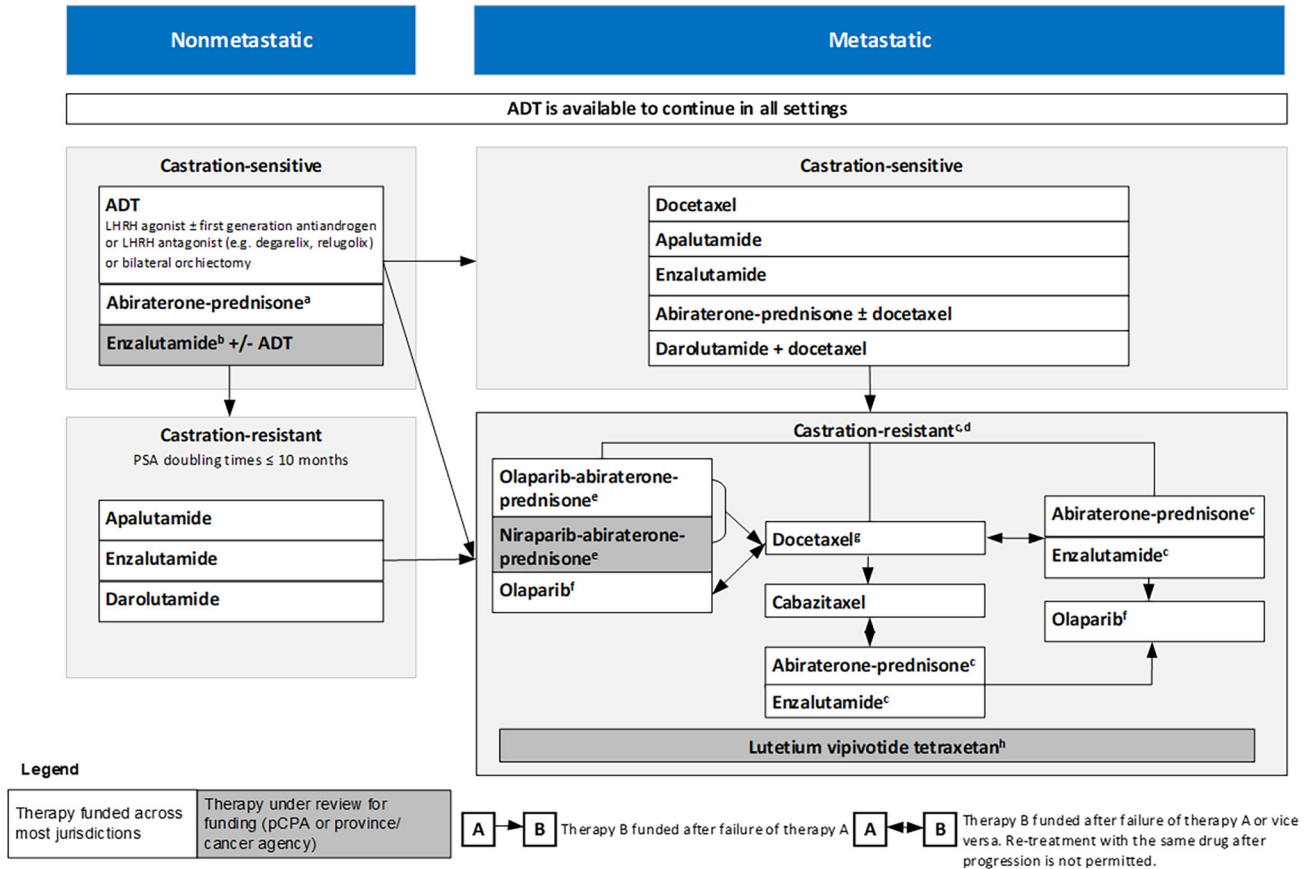 Nonmetastatic
Metastatic
ADT is available to continue in all settings
Castration-sensitive
ADT
LHRH agonist ± first generation antiandrogen
or LHRH antagonist (e.g. degarelix, relugolix)
or bilateral orchiectomy
Abiraterone-prednisoneᵃ
Enzalutamideᵇ +/- ADT
Castration-sensitive
Docetaxel
Apalutamide
Enzalutamide
Abiraterone-prednisone ± docetaxel
Darolutamide + docetaxel
Castration-resistant
PSA doubling times ≤ 10 months
Apalutamide
Enzalutamide
Darolutamide
Castration-resistantᶜ,ᵈ
Olaparib-abiraterone-
prednisoneᵉ
Niraparib-abiraterone-
prednisoneᵉ
Olaparibᶠ
Docetaxelᵍ
Cabazitaxel
Abiraterone-prednisoneᶜ
Enzalutamideᶜ
Abiraterone-prednisoneᶜ
Enzalutamideᶜ
Olaparibᶠ
Lutetium vipivotide tetraxetanʰ
Legend
Therapy funded across
most jurisdictions
Therapy under review for
funding (pCPA or province/
cancer agency)
A
B
Therapy B funded after failure of therapy A
A
B
Therapy B funded after failure of therapy A or vice
versa. Re-treatment with the same drug after
progression is not permitted.